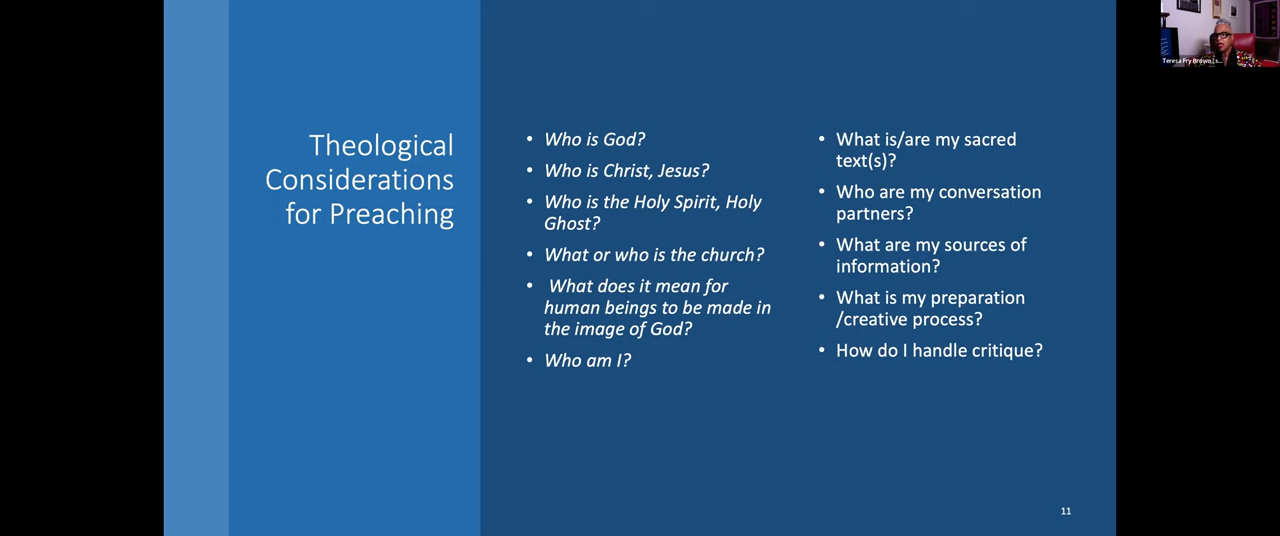 Theological
Considerations
for Preaching
• Who is God?
• Who is Christ, Jesus?
• Who is the Holy Spirit, Holy
Ghost?
• What or who is the church?
• What does it mean for
human beings to be made in
the image of God?
• Who am I?
• What is/are my sacred
text(s)?
• Who are my conversation
partners?
• What are my sources of
information?
• What is my preparation
/creative process?
• How do I handle critique?
11
Teresa Fry Brown